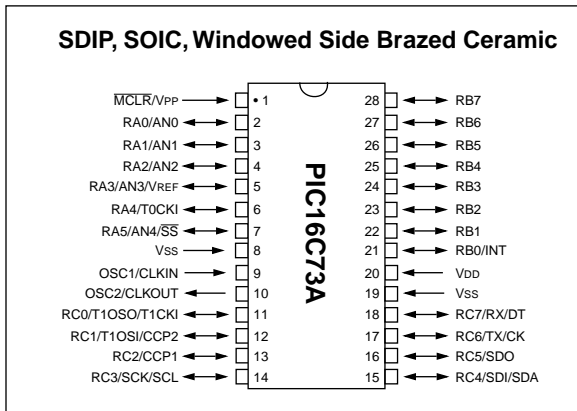 SDIP, SOIC, Windowed Side Brazed Ceramic
MCLR/VPP • 1 28 RB7
RA0/AN0 2 27 RB6
RA1/AN1 3 26 RB5
RA2/AN2 4 25 RB4
RA3/AN3/VREF 5 24 RB3
RA4/T0CKI 6 23 RB2
RA5/AN4/SS 7 22 RB1
VSS 8 21 RB0/INT
OSC1/CLKIN 9 20 VDD
OSC2/CLKOUT 10 19 VSS
RC0/T1OSO/T1CKI 11 18 RC7/RX/DT
RC1/T1OSI/CCP2 12 17 RC6/TX/CK
RC2/CCP1 13 16 RC5/SDO
RC3/SCK/SCL 14 15 RC4/SDI/SDA
PIC16C73A